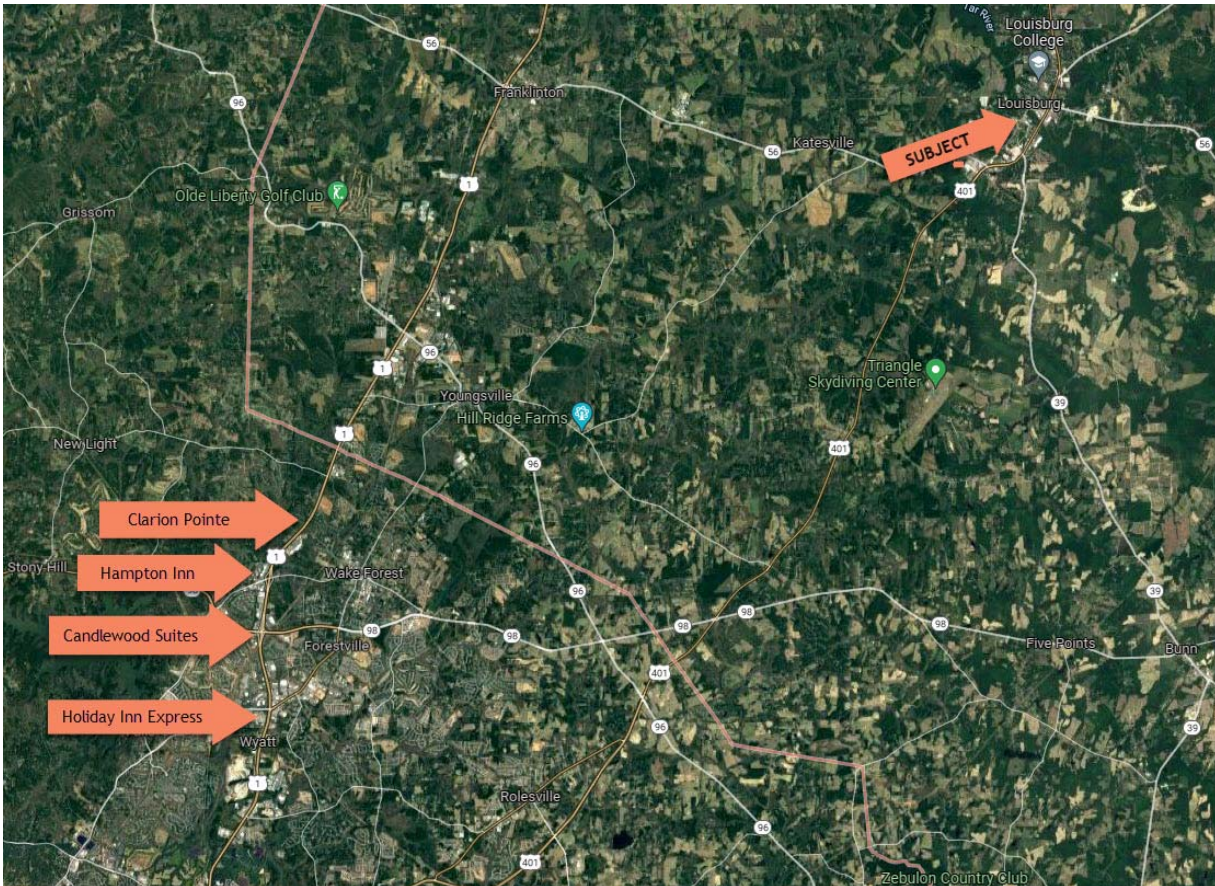 Tar River
Louisburg
College
56
Franklinton
96
Louisburg
Katesville
56
SUBJECT
56
1
401
Olde Liberty Golf Club
Grissom
96
1
Triangle
Skydiving Center
Youngsville
39
Hill Ridge Farms
1
New Light
401
96
Clarion Pointe
1
Stony Hill
Hampton Inn
Wake Forest
96
39
98
98
Candlewood Suites
98
98
98
Forestville
Five Points
Bunn
401
Holiday Inn Express
96
39
Wyatt
1
Rolesville
96
401
Zebulon Country Club